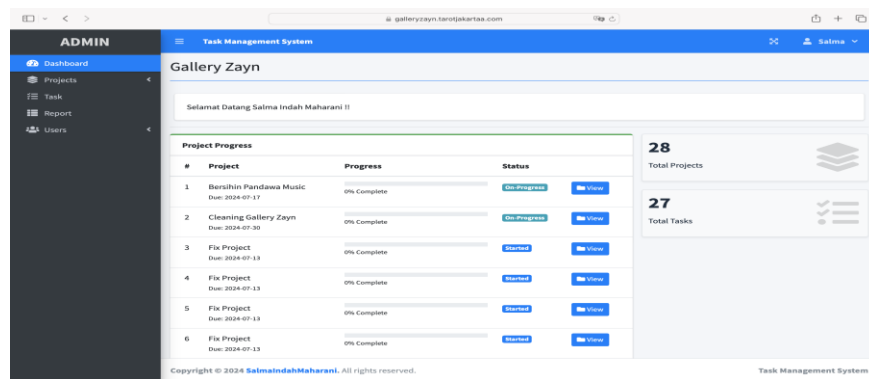 galleryzayn.tarotjakartaa.com
ADMIN
Task Management System
Salma
Dashboard
Projects
Task
Report
Users
Gallery Zayn
Selamat Datang Salma Indah Maharani !!
Project Progress
# Project Progress Status
1 Bersihin Pandawa Music 0% Complete On-Progress View
Due: 2024-07-17
2 Cleaning Gallery Zayn 0% Complete On-Progress View
Due: 2024-07-30
3 Fix Project 0% Complete Started View
Due: 2024-07-13
4 Fix Project 0% Complete Started View
Due: 2024-07-13
5 Fix Project 0% Complete Started View
Due: 2024-07-13
6 Fix Project 0% Complete Started View
Due: 2024-07-13
28
Total Projects
27
Total Tasks
Copyright © 2024 SalmaIndahMaharani. All rights reserved.
Task Management System